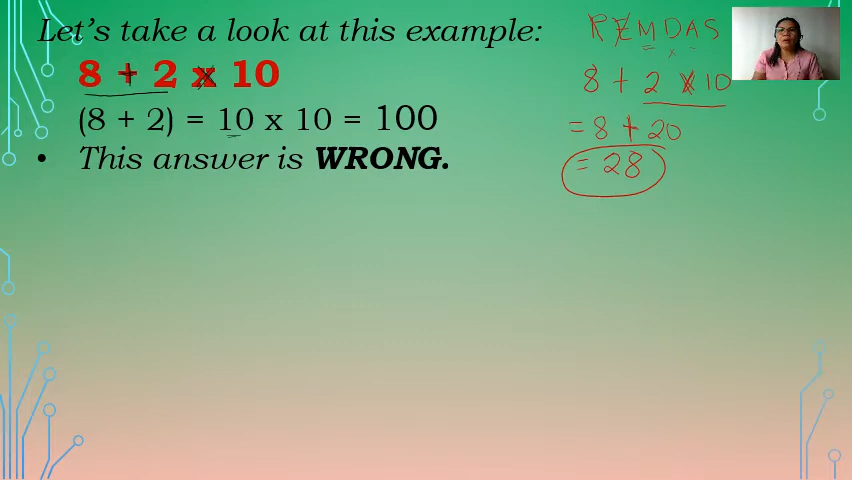 Let's take a look at this example:
8 + 2 x 10
(8 + 2) = 10 x 10 = 100
• This answer is WRONG.
PEMDAS
8 + 2 x 10
= 8 + 20
= 28